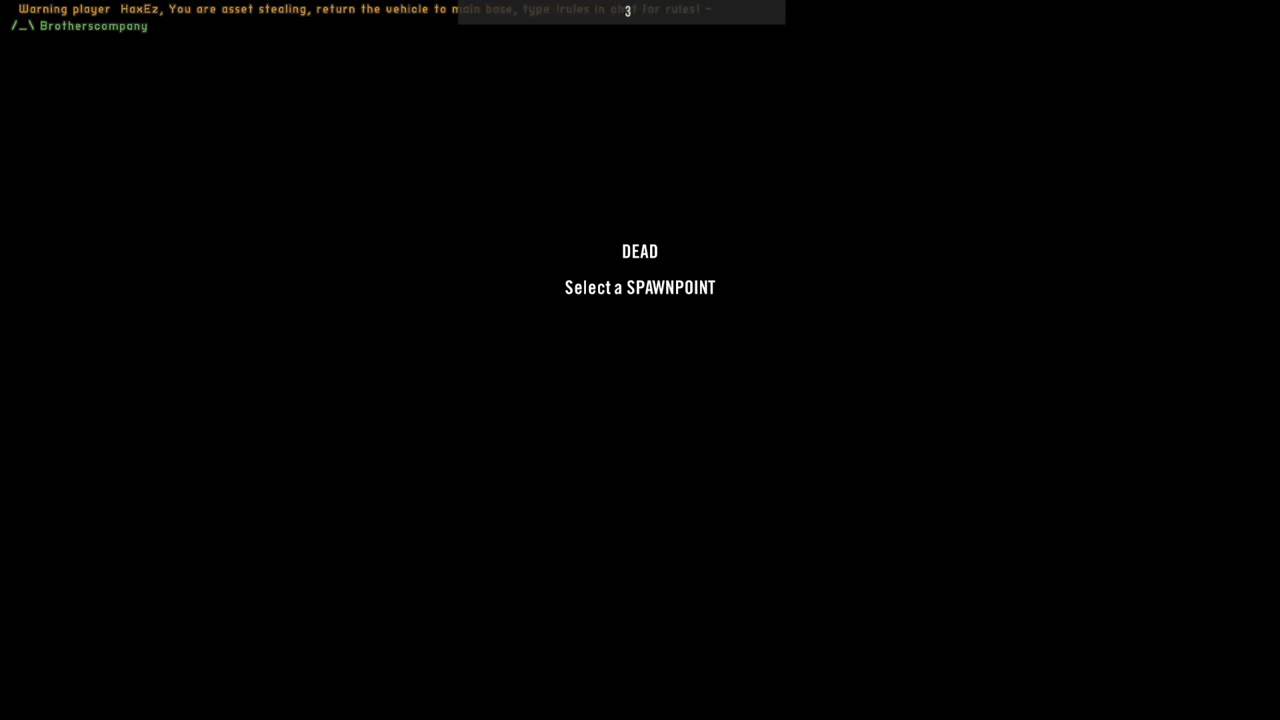 Warning player HaxEz, You are asset stealing, return the vehicle to main base, type !rules in chat for rules! -
3
/_\ Brotherscompany
DEAD
Select a SPAWNPOINT